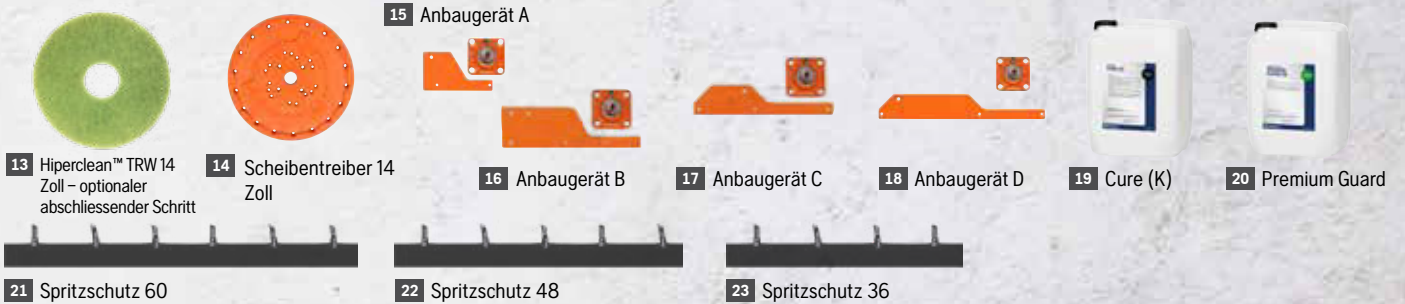 15 Anbaugerät A
13 Hiperclean™ TRW 14
Zoll – optionaler
abschliessender Schritt
14 Scheibentreiber 14
Zoll
16 Anbaugerät B
17 Anbaugerät C
18 Anbaugerät D
19 Cure (K)
20 Premium Guard
21 Spritzschutz 60
22 Spritzschutz 48
23 Spritzschutz 36